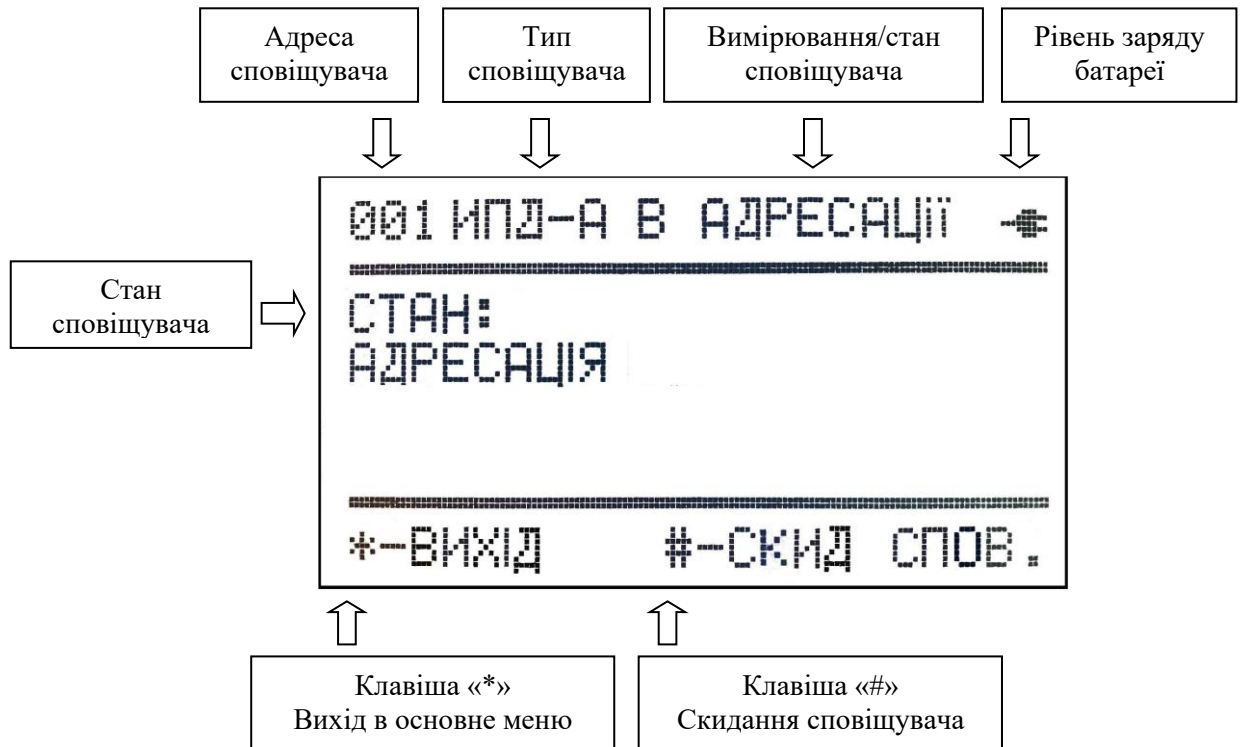 Адреса
сповіщувача
Тип
сповіщувача
Вимірювання/стан
сповіщувача
Рівень заряду
батареї
001 ИПД-А В АДРЕСАЦії
Стан
сповіщувача
СТАН:
АДРЕСАЦІЯ
*-ВИХІД #-СКИД СПОВ.
Клавіша «*»
Вихід в основне меню
Клавіша «#»
Скидання сповіщувача